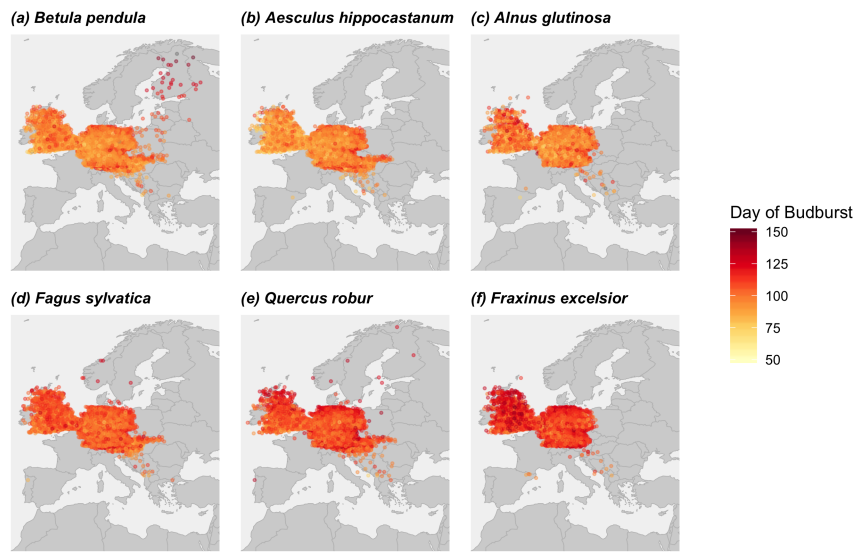 (a) Betula pendula
(b) Aesculus hippocastanum
(c) Alnus glutinosa
Day of Budburst
150
125
100
75
50
(d) Fagus sylvatica
(e) Quercus robur
(f) Fraxinus excelsior